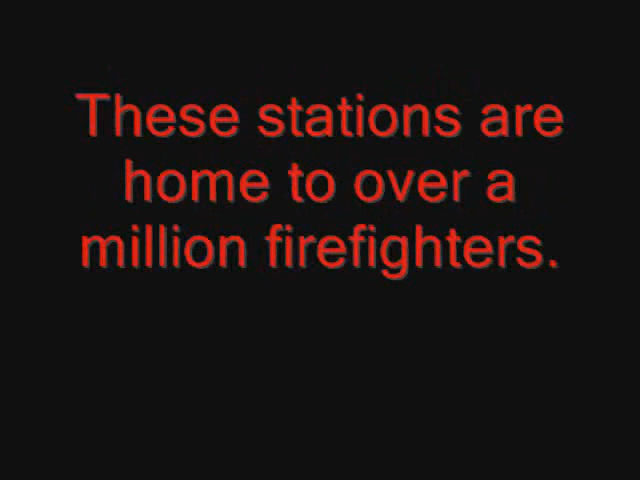 These stations are
home to over a
million firefighters.